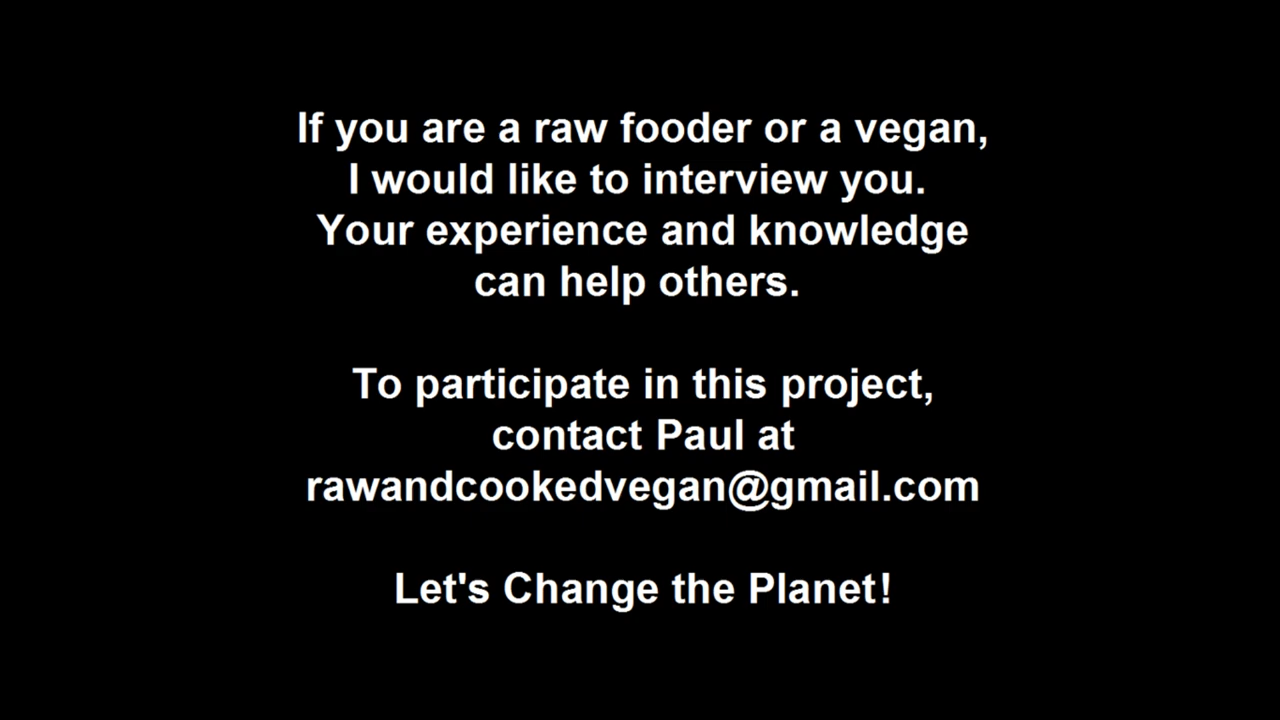 If you are a raw fooder or a vegan,
I would like to interview you.
Your experience and knowledge
can help others.
To participate in this project,
contact Paul at
rawandcookedvegan@gmail.com
Let's Change the Planet!